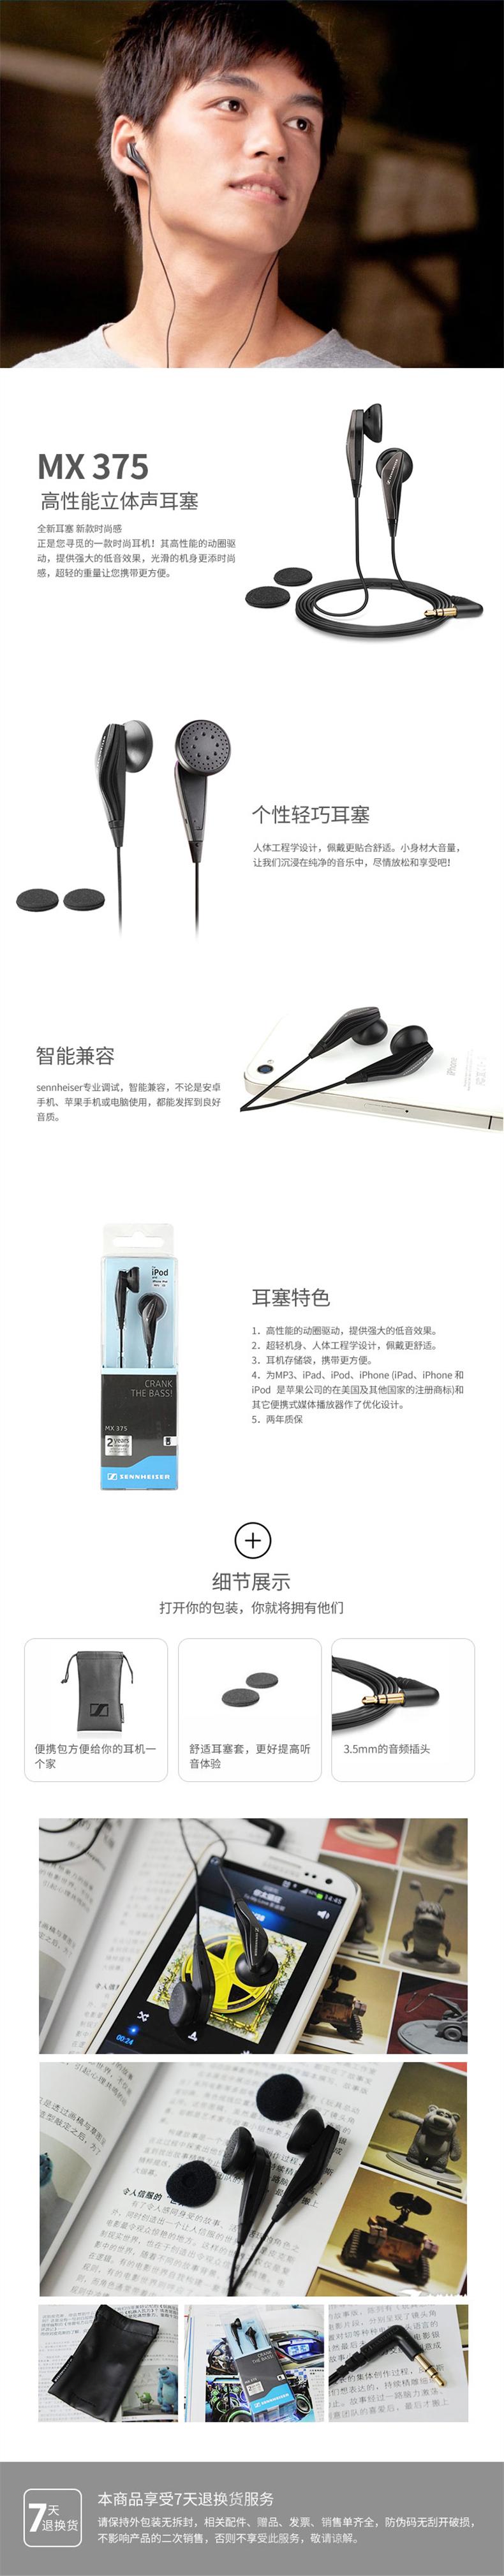 MX 375
高性能立体声耳塞
全新耳塞 新款时尚感
正是您寻觅的一款时尚耳机！其高性能的动圈驱
动，提供强大的低音效果，光滑的机身更添时尚
感，超轻的重量让您携带更方便。
个性轻巧耳塞
人体工程学设计，佩戴更贴合舒适。小身材大音量，
让我们沉浸在纯净的音乐中，尽情放松和享受吧！
智能兼容
sennheiser专业调试，智能兼容，不论是安卓
手机、苹果手机或电脑使用，都能发挥到良好
音质。
iPhone
iPod
CRANK
THE BASS!
MX 375
2 years
SENNHEISER
耳塞特色
1．高性能的动圈驱动，提供强大的低音效果。
2．超轻机身、人体工程学设计，佩戴更舒适。
3．耳机存储袋，携带更方便。
4．为MP3、iPad、iPod、iPhone (iPad、iPhone 和
iPod 是苹果公司的在美国及其他国家的注册商标)和
其它便携式媒体播放器作了优化设计。
5．两年质保
细节展示
打开你的包装，你就将拥有他们
便携包方便给你的耳机一
个家
舒适耳塞套，更好提高听
音体验
3.5mm的音频插头
14:45
00:24
令人信服的
CRANK
THE BASS!
SENNHEISER
7天
退换货
本商品享受7天退换货服务
请保持外包装无拆封，相关配件、赠品、发票、销售单齐全，防伪码无刮开破损，
不影响产品的二次销售，否则不享受此服务，敬请谅解。